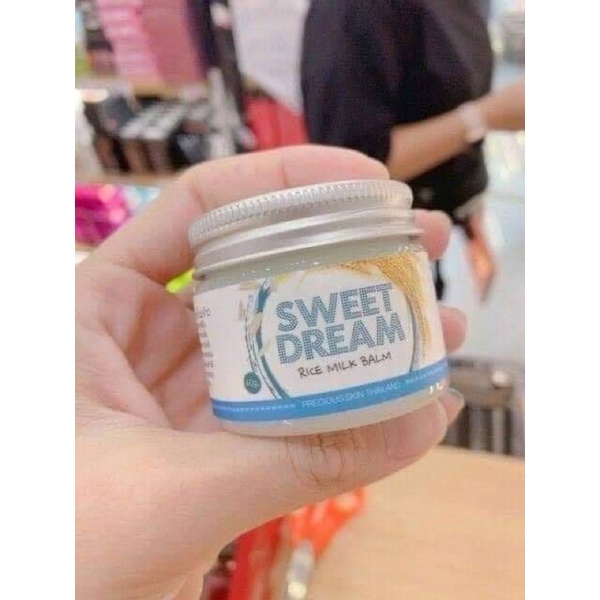 SWEET
DREAM
RICE MILK BALM
PRECIOUS SKIN THAILAND